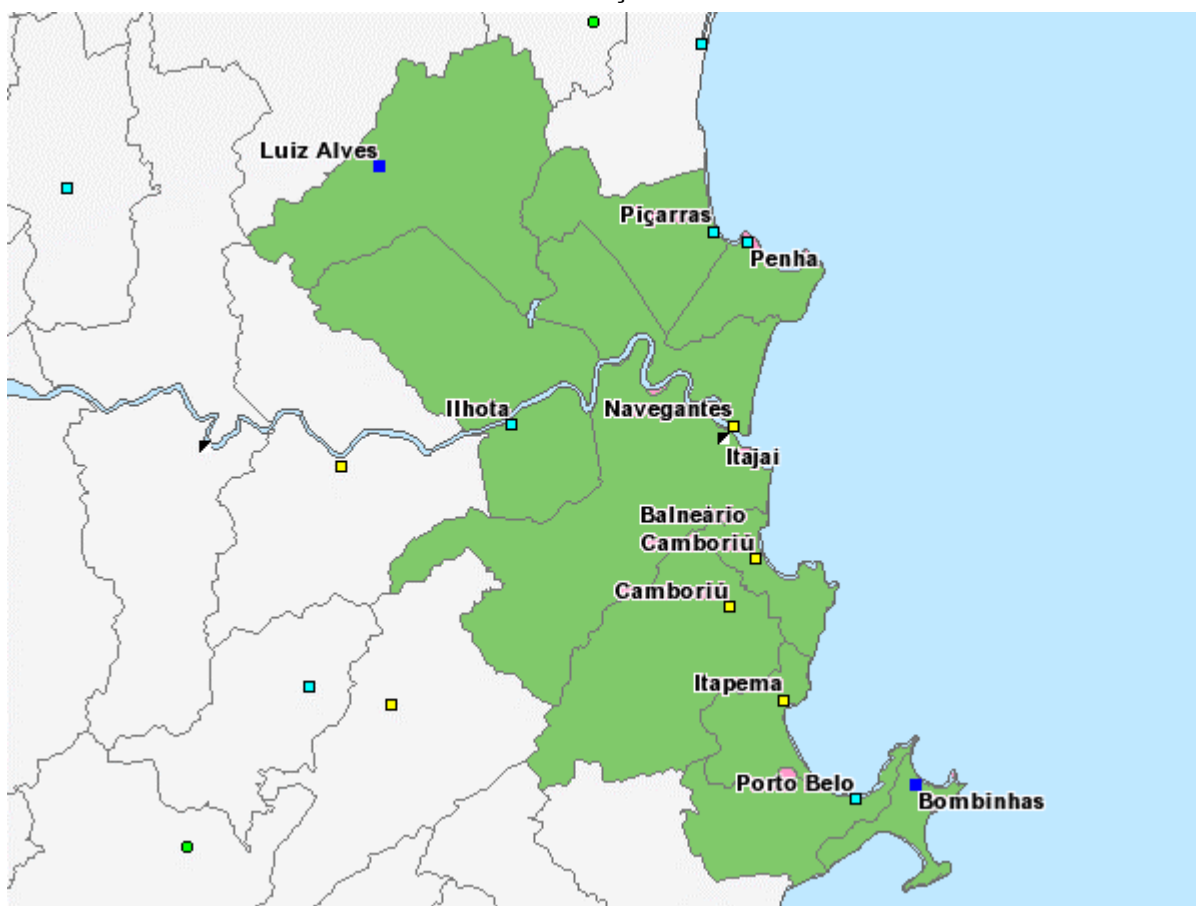 Luiz Alves
Piçarras
Penha
Ilhota
Navegantes
Itajaí
Balneário
Camboriú
Camboriú
Itapema
Porto Belo
Bombinhas